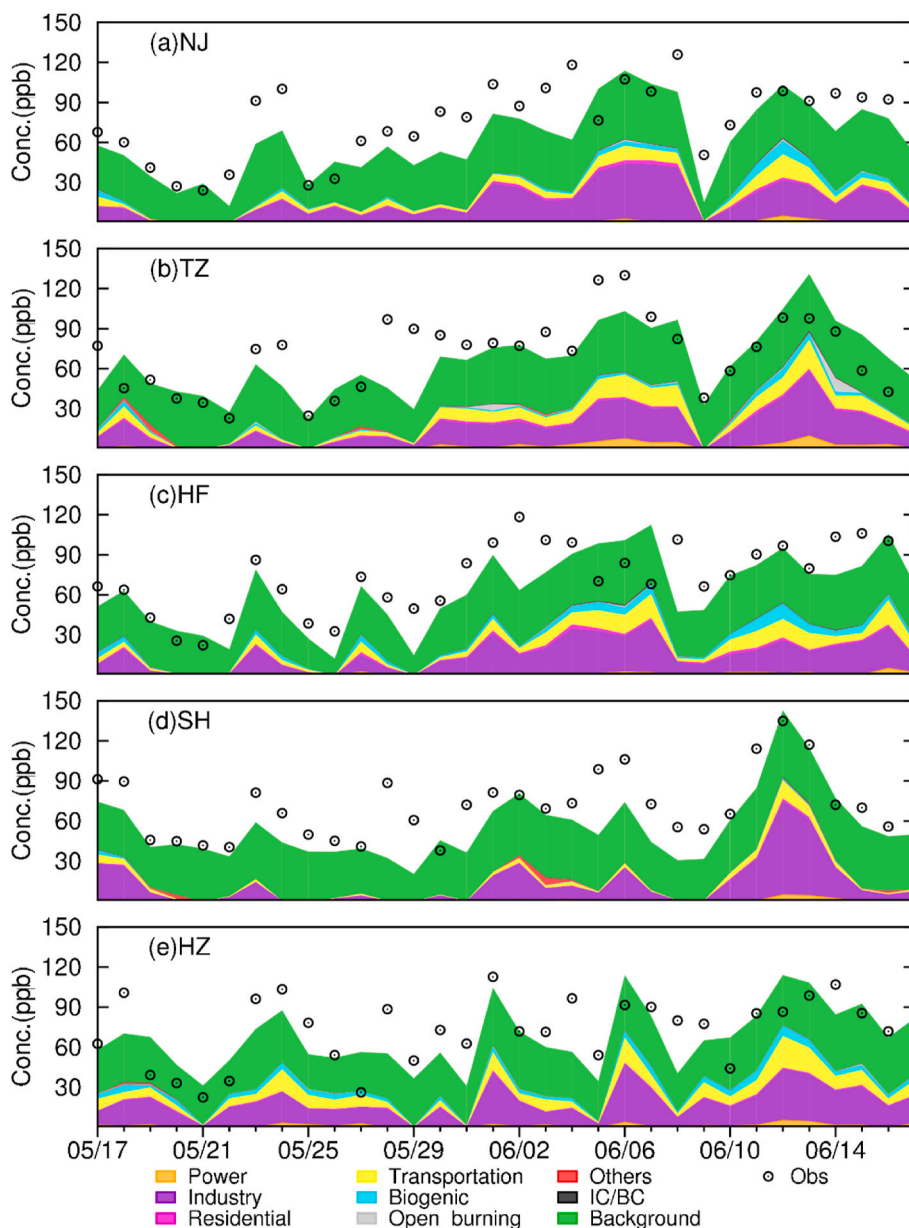 150
120
90
60
30
Conc.(ppb)
(a)NJ
150
120
90
60
30
Conc.(ppb)
(b)TZ
150
120
90
60
30
Conc.(ppb)
(c)HF
150
120
90
60
30
Conc.(ppb)
(d)SH
150
120
90
60
30
Conc.(ppb)
(e)HZ
05/17 05/21 05/25 05/29 06/02 06/06 06/10 06/14
Power Transportation Others Obs
Industry Biogenic IC/BC
Residential Open burning Background